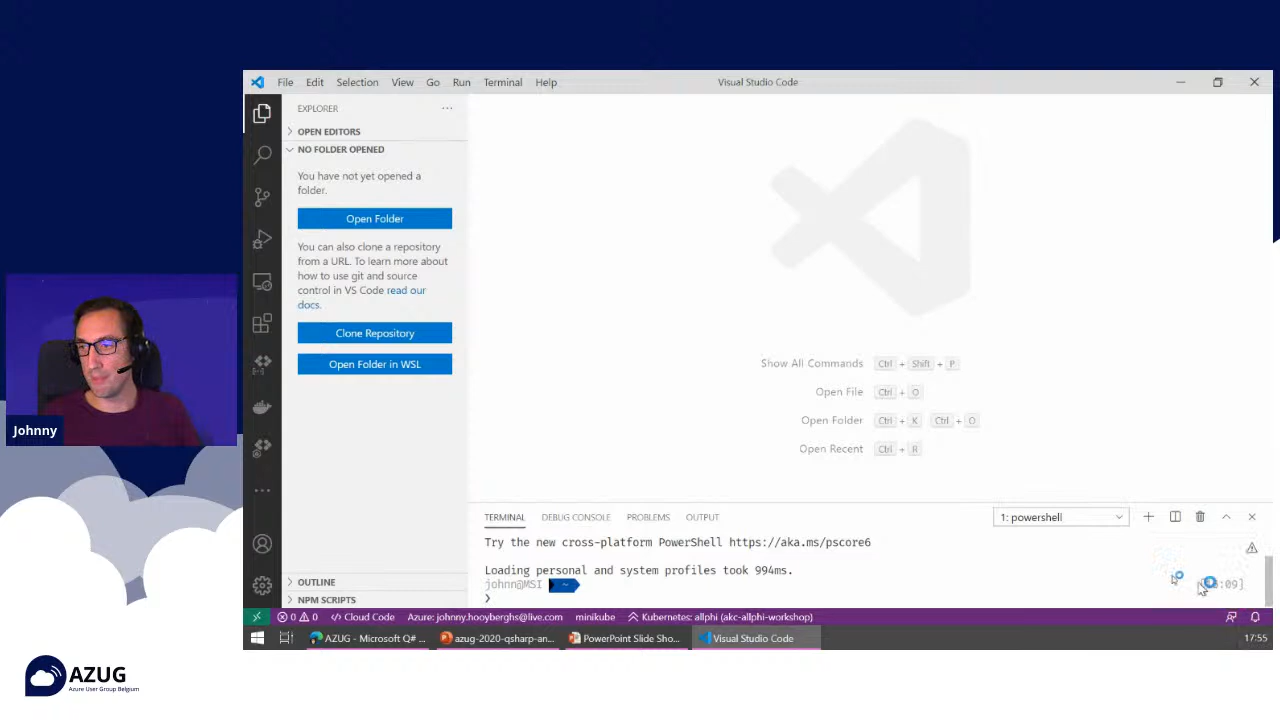 File Edit Selection View Go Run Terminal Help
Visual Studio Code
EXPLORER
OPEN EDITORS
NO FOLDER OPENED
You have not yet opened a
folder.
Open Folder
You can also clone a repository
from a URL. To learn more about
how to use git and source
control in VS Code read our
docs.
Clone Repository
Open Folder in WSL
Show All Commands Ctrl + Shift + P
Open File Ctrl + O
Open Folder Ctrl + K Ctrl + O
Open Recent Ctrl + R
TERMINAL DEBUG CONSOLE PROBLEMS OUTPUT
1: powershell
Try the new cross-platform PowerShell https://aka.ms/pscore6
Loading personal and system profiles took 994ms.
johnn@MSI ~
❯
OUTLINE
NPM SCRIPTS
0 0 Cloud Code Azure: johnny.hooyberghs@live.com minikube Kubernetes: allphi (akc-allphi-workshop)
AZUG - Microsoft Q# ... azug-2020-qsharp-an... PowerPoint Slide Sho... Visual Studio Code 17:55
Johnny
AZUG
Azure User Group Belgium